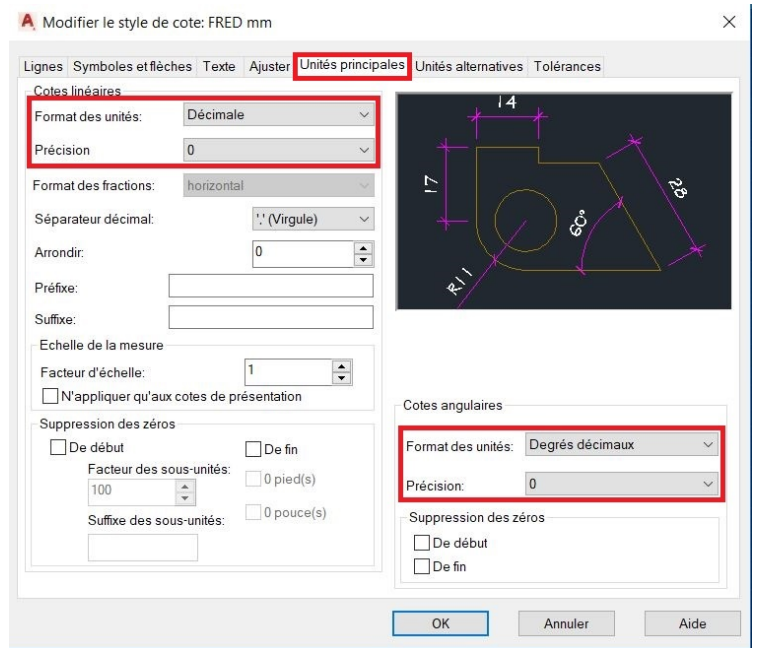 Modifier le style de cote: FRED mm
Lignes Symboles et flèches Texte Ajuster Unités principales Unités alternatives Tolérances
Cotes linéaires
Format des unités: Décimale
Précision 0
Format des fractions: horizontal
Séparateur décimal: ',' (Virgule)
Arrondir: 0
Préfixe:
Suffixe:
Echelle de la mesure
Facteur d'échelle: 1
N'appliquer qu'aux cotes de présentation
Suppression des zéros
De début
De fin
Facteur des sous-unités:
100
0 pied(s)
Suffixe des sous-unités:
0 pouce(s)
14
17
28
60°
R11
Cotes angulaires
Format des unités: Degrés décimaux
Précision: 0
Suppression des zéros
De début
De fin
OK Annuler Aide